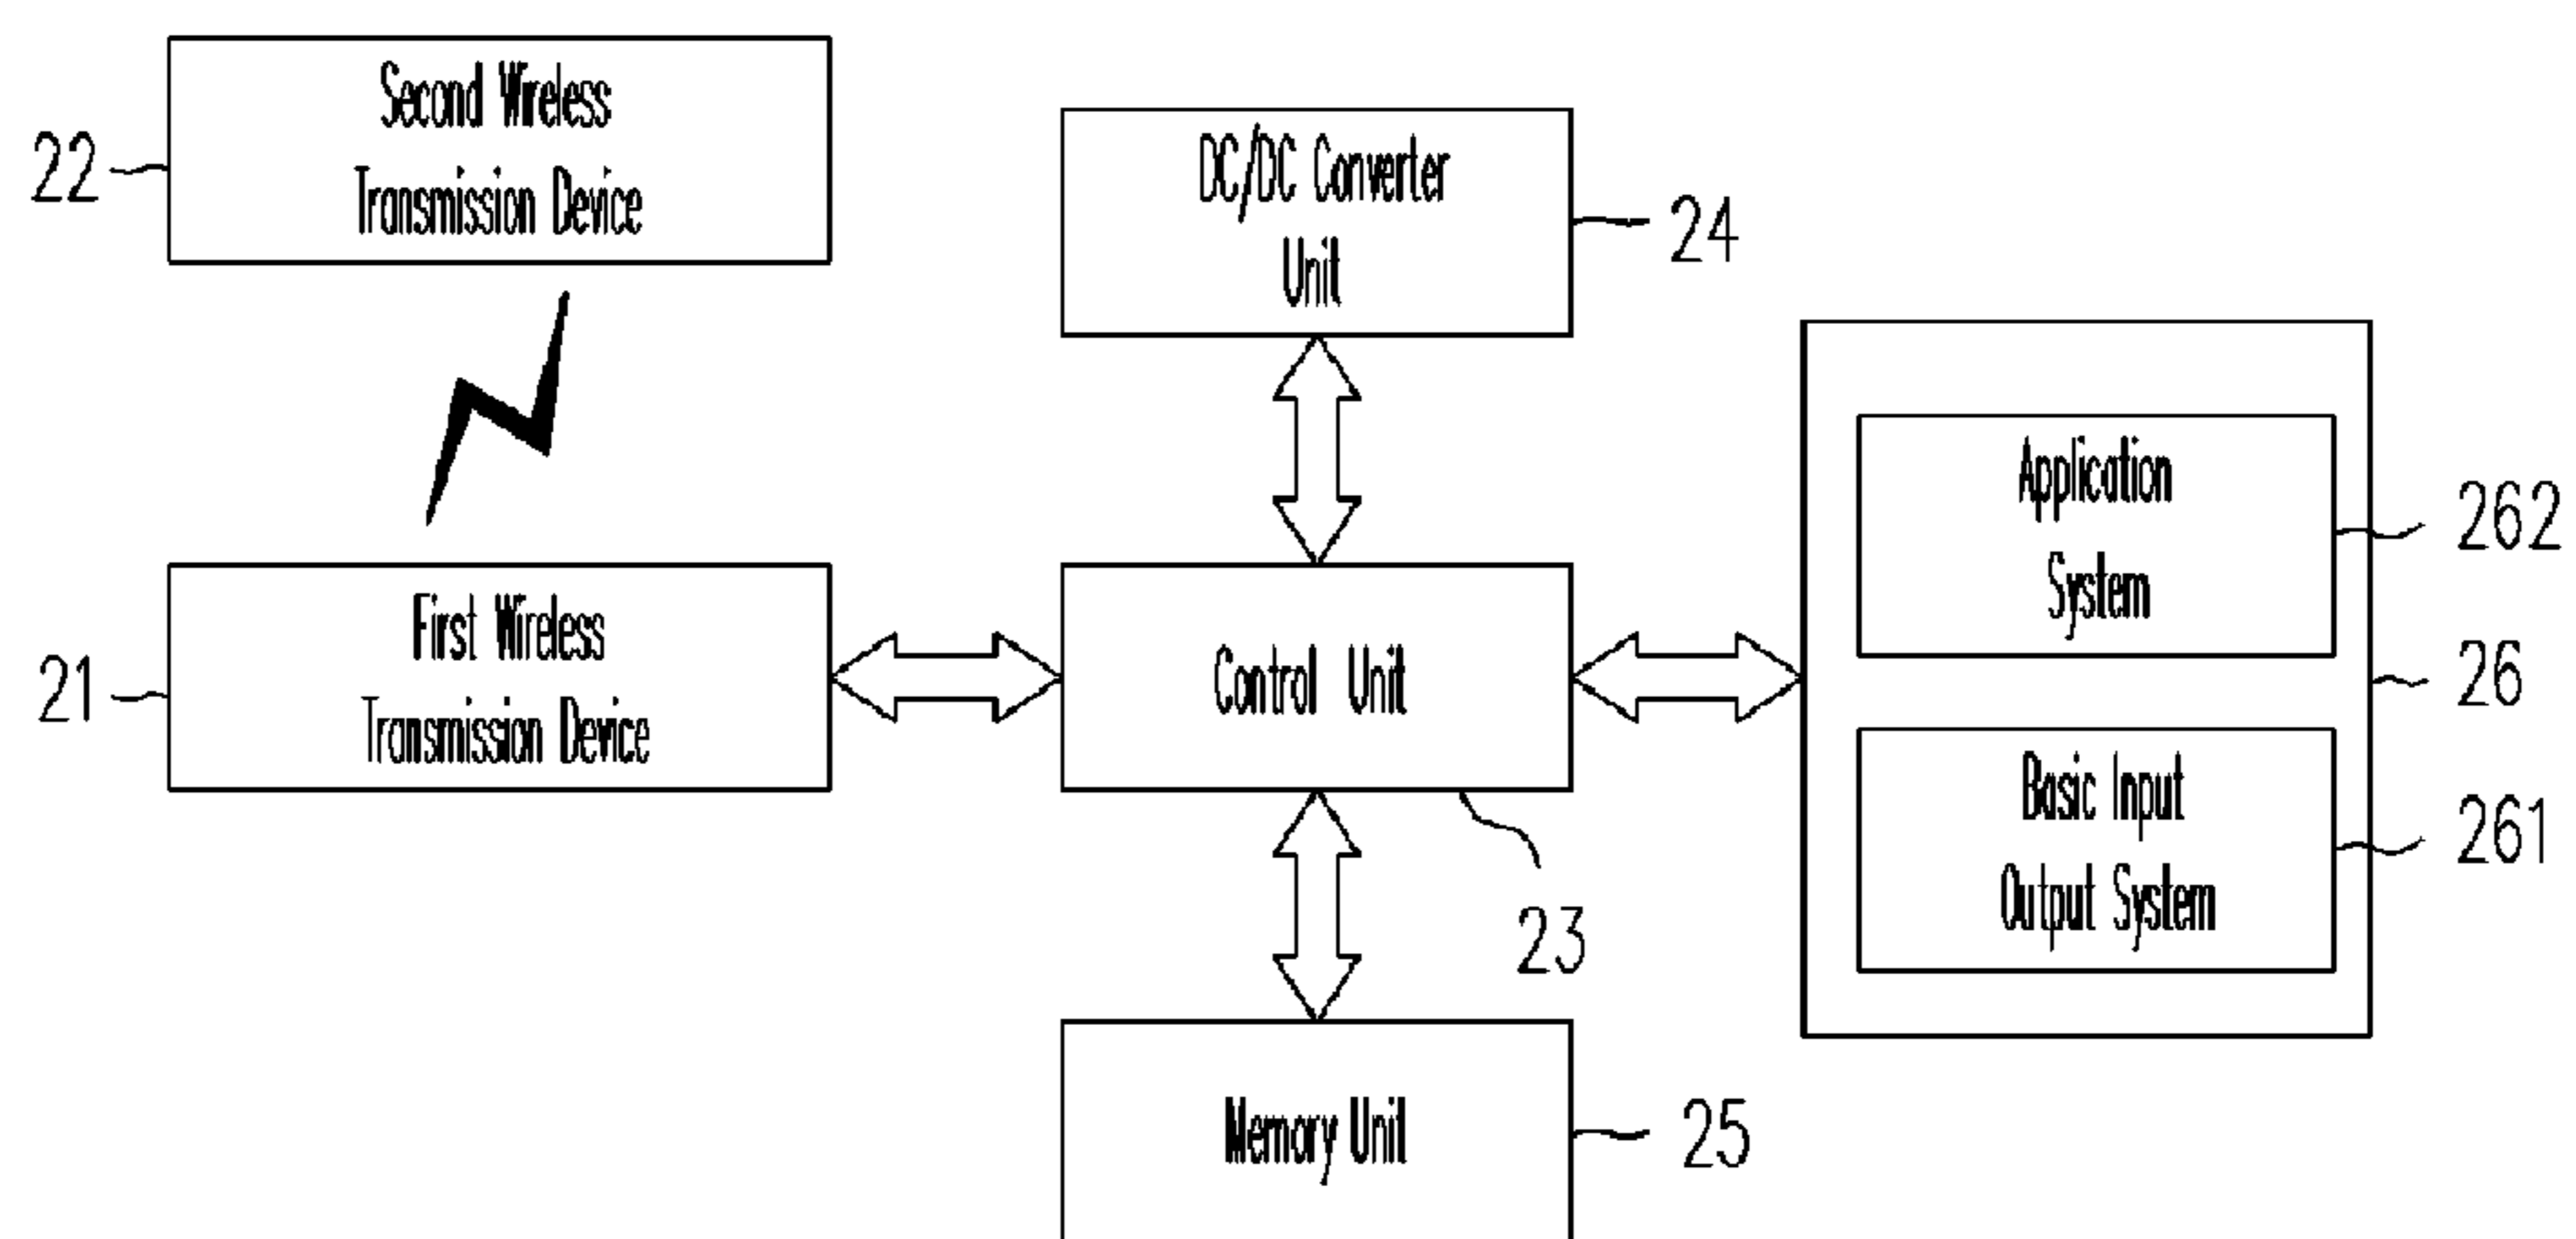 Second Wireless
Transmission Device
22
DC/DC Converter
Unit
24
First Wireless
Transmission Device
21
Control Unit
23
Application
System
262
26
Basic Input
Output System
261
Memory Unit
25